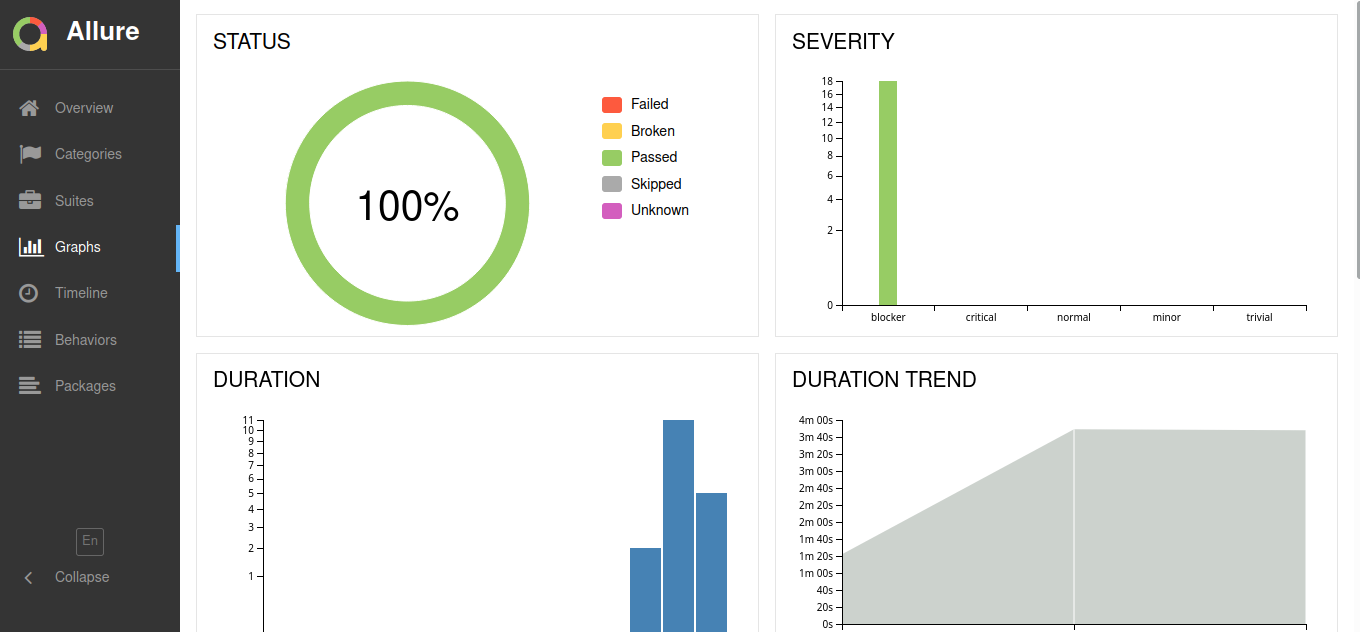 Allure
Overview
Categories
Suites
Graphs
Timeline
Behaviors
Packages
En
Collapse
STATUS
100%
Failed
Broken
Passed
Skipped
Unknown
SEVERITY
18
16
14
12
10
8
6
4
2
0
blocker critical normal minor trivial
DURATION
11
10
9
8
7
6
5
4
3
2
1
DURATION TREND
4m 00s
3m 40s
3m 20s
3m 00s
2m 40s
2m 20s
2m 00s
1m 40s
1m 20s
1m 00s
40s
20s
0s